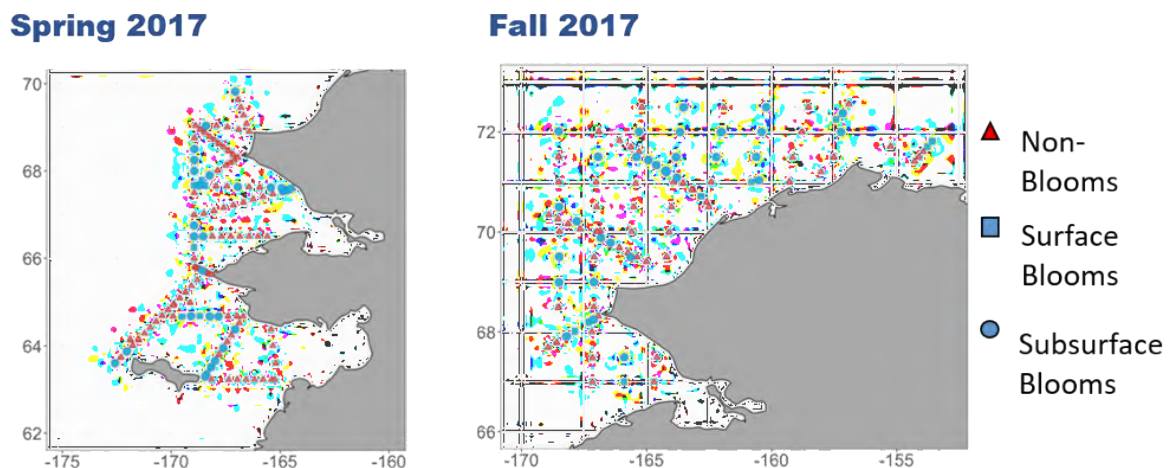 Spring 2017
Fall 2017
70
68
66
64
62
-175
-170
-165
-160
72
70
68
66
-170
-165
-160
-155
Non-
Blooms
Surface
Blooms
Subsurface
Blooms